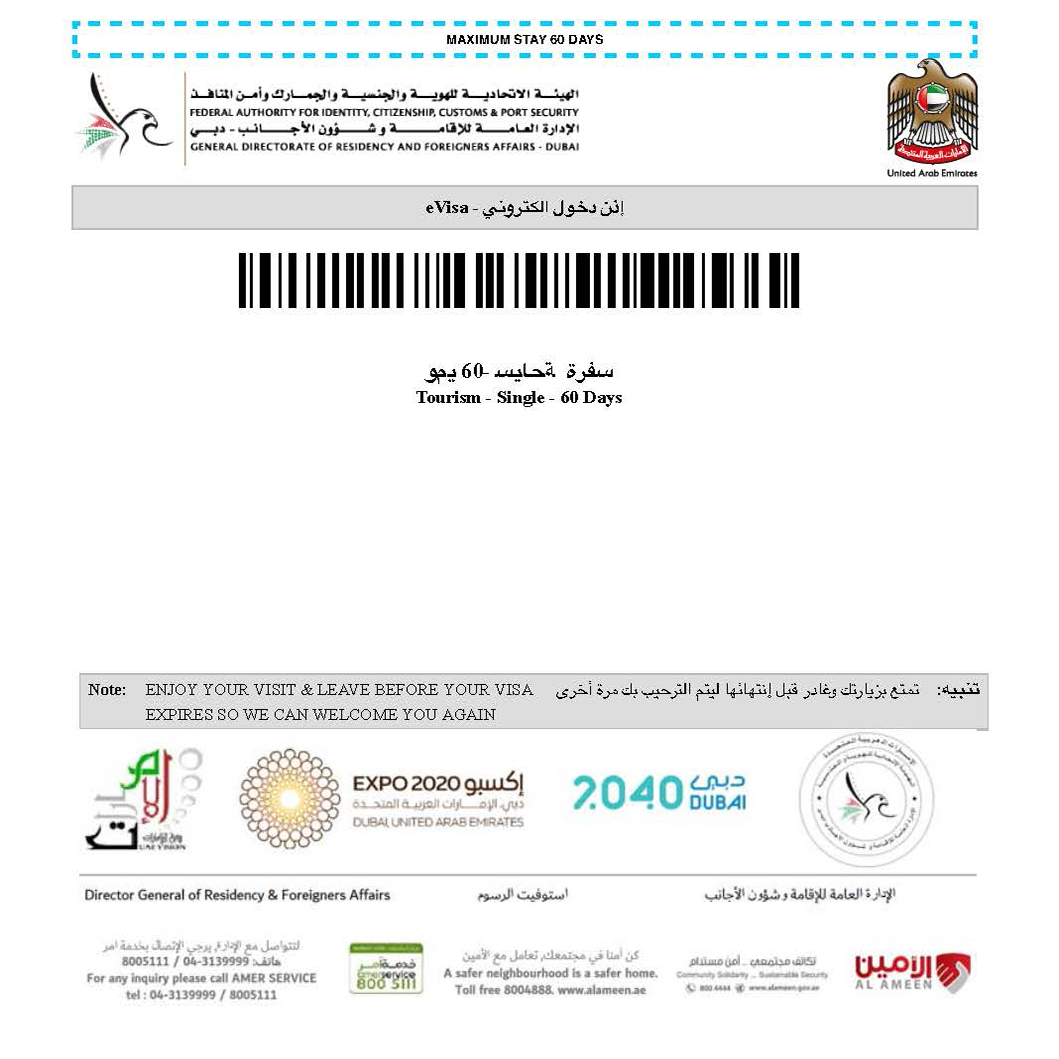 MAXIMUM STAY 60 DAYS
الهيئة الاتحادية للهوية والجنسية والجمارك وأمن المنافذ
FEDERAL AUTHORITY FOR IDENTITY, CITIZENSHIP, CUSTOMS & PORT SECURITY
الإدارة العامة للإقامة و شؤون الأجانب - دبي
GENERAL DIRECTORATE OF RESIDENCY AND FOREIGNERS AFFAIRS - DUBAI
الإمارات العربية المتحدة
United Arab Emirates
eVisa - إذن دخول الكتروني
سفرة ةحايس -60 يموو
Tourism - Single - 60 Days
Note: ENJOY YOUR VISIT & LEAVE BEFORE YOUR VISA
EXPIRES SO WE CAN WELCOME YOU AGAIN
تنبيه: تمتع بزيارتك وغادر قبل إنتهائها ليتم الترحيب بك مرة أخرى
UAE VISION
EXPO 2020 إكسبو
دبي، الإمارات العربية المتحدة
DUBAI, UNITED ARAB EMIRATES
2040 دبي
DUBAI
Director General of Residency & Foreigners Affairs
استوفيت الرسوم
الإدارة العامة للإقامة و شؤون الأجانب
للتواصل مع الإدارة، يرجي الإتصال بخدمة امر
هاتف: 04-3139999 / 8005111
For any inquiry please call AMER SERVICE
tel : 04-3139999 / 8005111
خدمة آمر
amer service
800 5111
كن آمنا في مجتمعك, تعامل مع الأمين
A safer neighbourhood is a safer home.
Toll free 8004888. www.alameen.ae
تكاتف مجتمعي .. أمن مستدام
Community Solidarity ... Sustainable Security
800 4444 www.alameen.gov.ae
الأمين
AL AMEEN